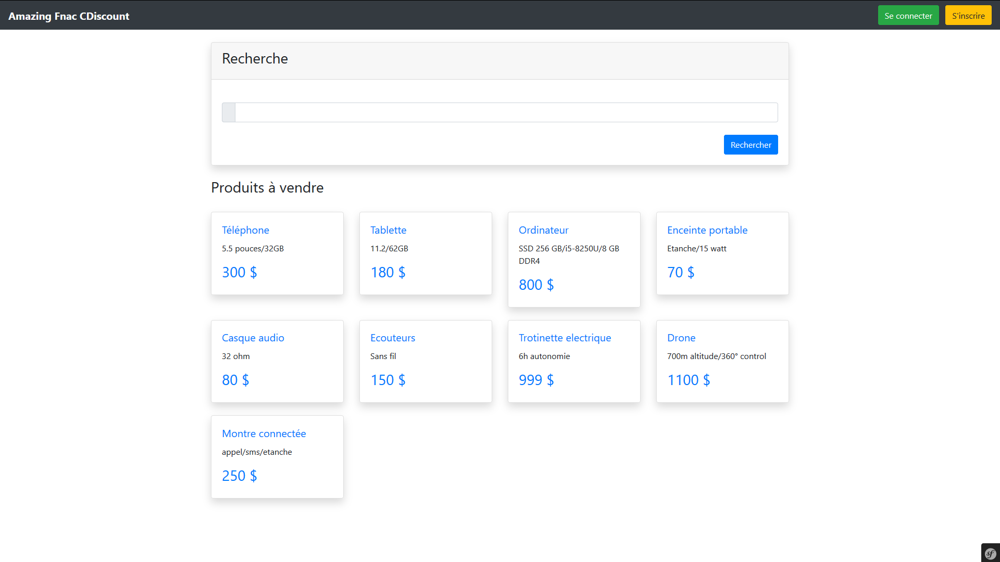 Amazing Fnac CDiscount
Se connecter
S'inscrire
Recherche
Rechercher
Produits à vendre
Téléphone
5.5 pouces/32GB
300 $
Tablette
11.2/62GB
180 $
Ordinateur
SSD 256 GB/i5-8250U/8 GB
DDR4
800 $
Enceinte portable
Etanche/15 watt
70 $
Casque audio
32 ohm
80 $
Ecouteurs
Sans fil
150 $
Trotinette electrique
6h autonomie
999 $
Drone
700m altitude/360° control
1100 $
Montre connectée
appel/sms/etanche
250 $
sf